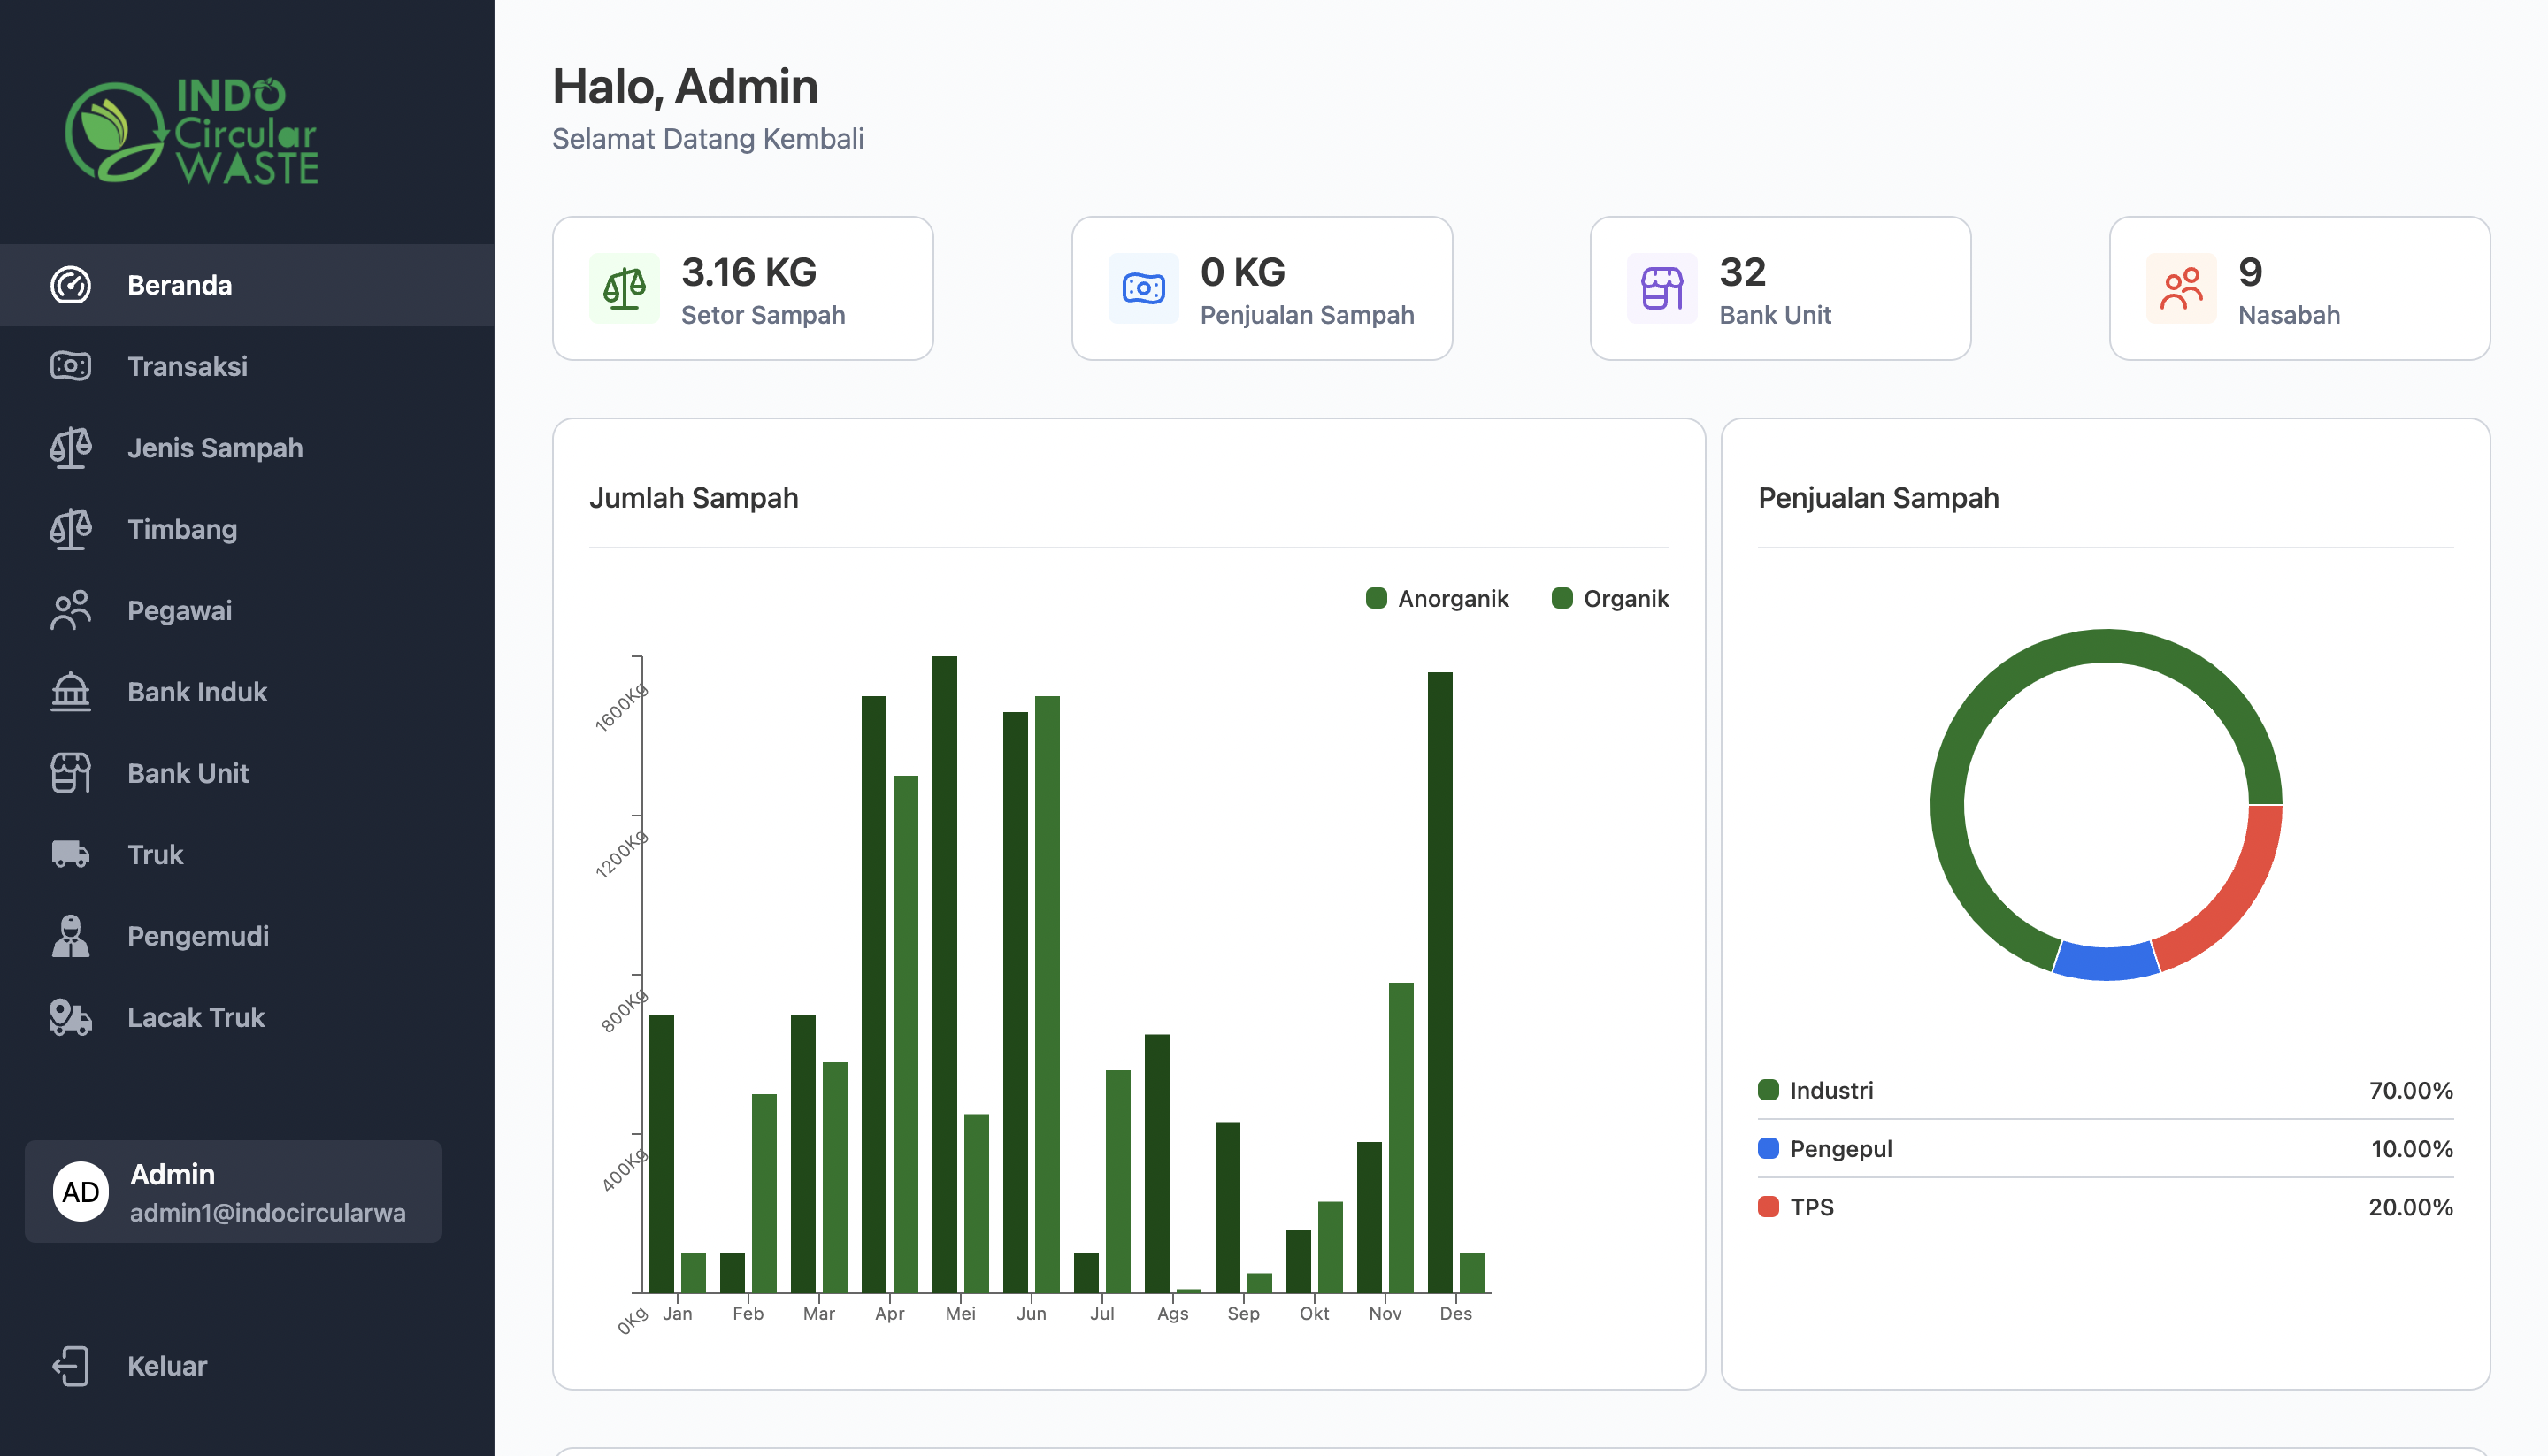 INDO
Circular
WASTE
Beranda
Transaksi
Jenis Sampah
Timbang
Pegawai
Bank Induk
Bank Unit
Truk
Pengemudi
Lacak Truk
AD
Admin
admin1@indocircularwa
Keluar
Halo, Admin
Selamat Datang Kembali
3.16 KG
Setor Sampah
0 KG
Penjualan Sampah
32
Bank Unit
9
Nasabah
Jumlah Sampah
Anorganik Organik
1600Kg
1200Kg
800Kg
400Kg
0Kg
Jan Feb Mar Apr Mei Jun Jul Ags Sep Okt Nov Des
Penjualan Sampah
Industri 70.00%
Pengepul 10.00%
TPS 20.00%